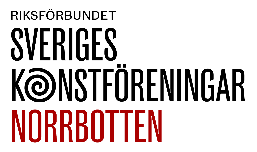 RIKSFÖRBUNDET
SVERIGES
KONSTFÖRENINGAR
NORRBOTTEN